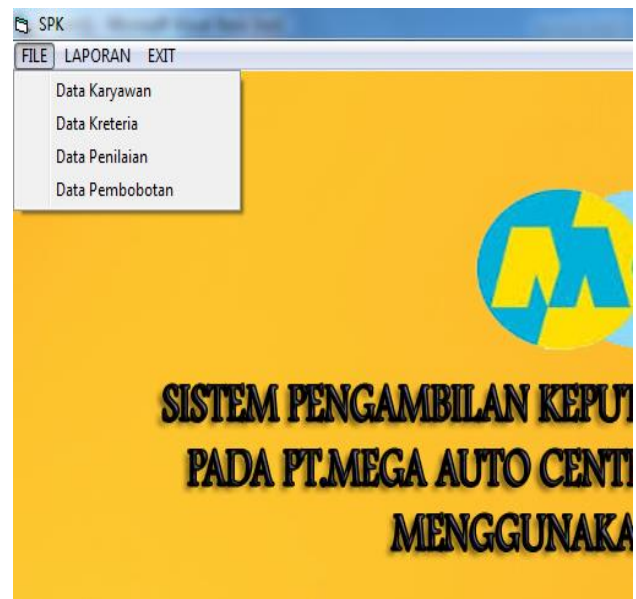 SPK
FILE LAPORAN EXIT
Data Karyawan
Data Kreteria
Data Penilaian
Data Pembobotan
SISTEM PENGAMBILAN KEPUT
PADA PT.MEGA AUTO CENT
MENGGUNAKA